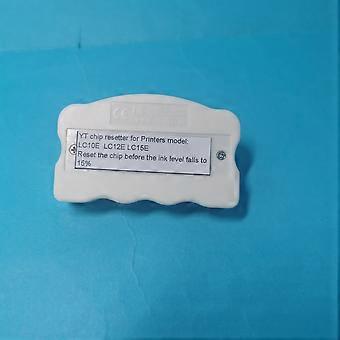 YT chip resetter for Printers model:
LC10E LC12E LC15E
Reset the chip before the ink level falls to
15%